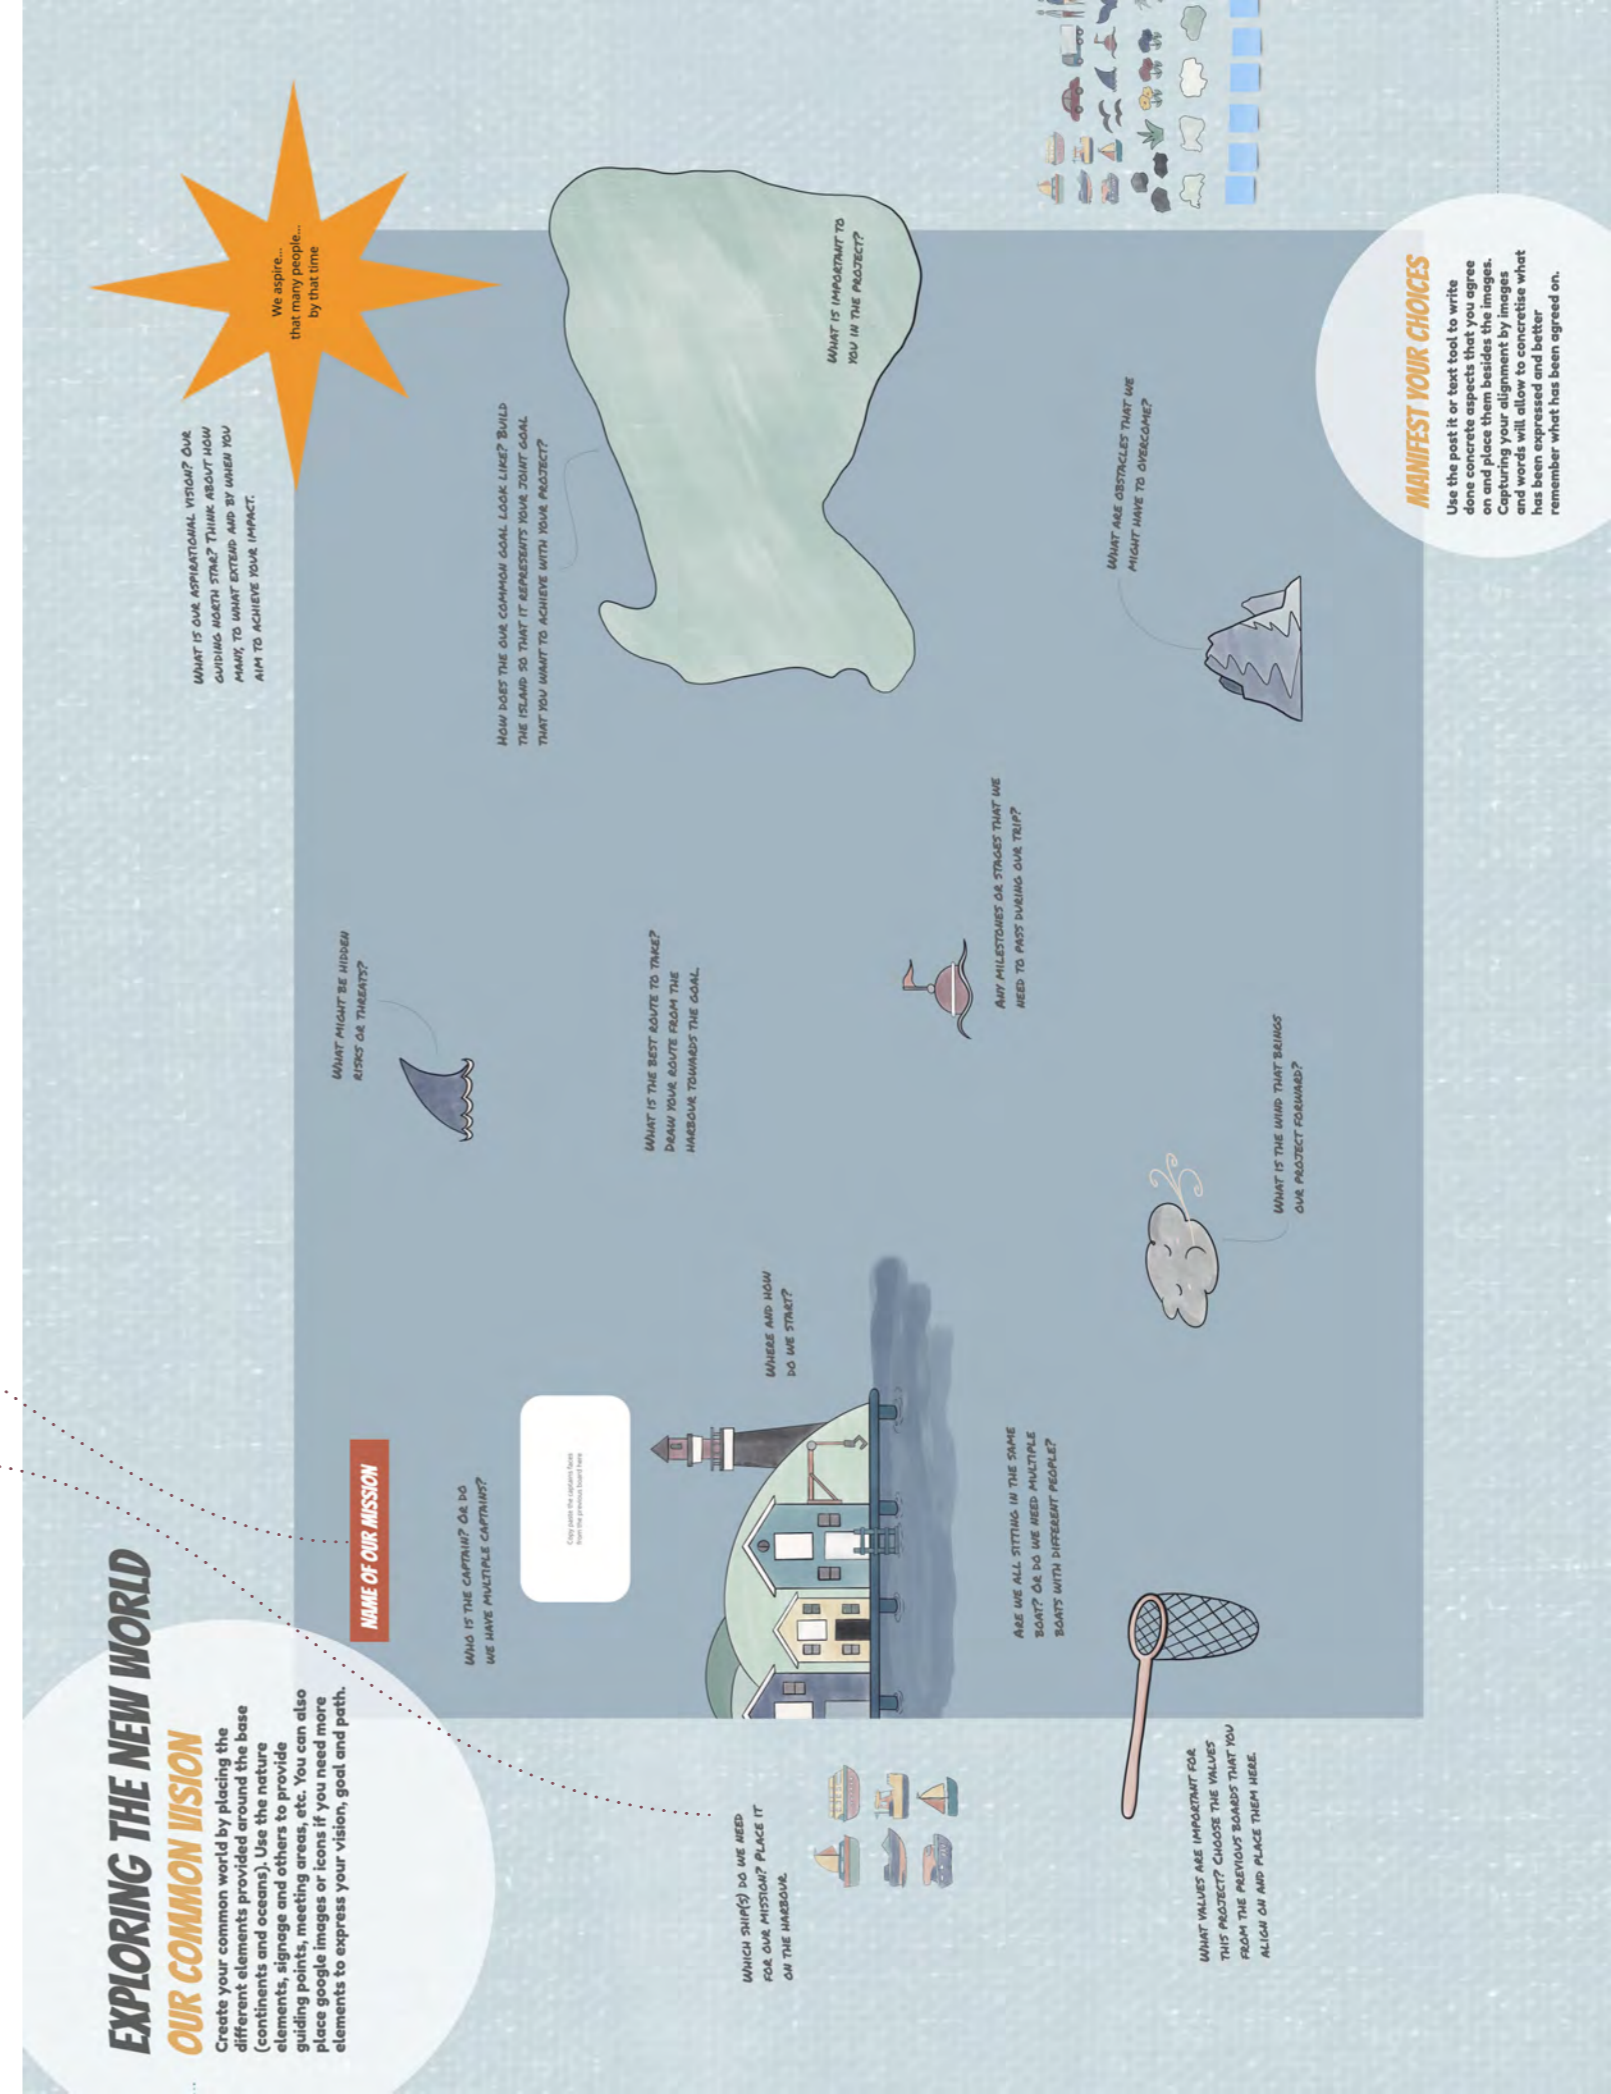 EXPLORING THE NEW WORLD
OUR COMMON VISION
Create your common world by placing the
different elements provided around the base
(continents and oceans). Use the nature
elements, signage and others to provide
guiding points, meeting areas, etc. You can also
place google images or icons if you need more
elements to express your vision, goal and path.
NAME OF OUR MISSION
WHAT IS OUR ASPIRATIONAL VISION? OUR
GUIDING NORTH STAR? THINK ABOUT HOW
MANY, TO WHAT EXTEND AND BY WHEN YOU
AIM TO ACHIEVE YOUR IMPACT.
We aspire...
that many people...
by that time
WHAT MIGHT BE HIDDEN
RISKS OR THREATS?
WHO IS THE CAPTAIN? OR DO
WE HAVE MULTIPLE CAPTAINS?
Copy paste the captains faces
from the previous board here
HOW DOES THE OUR COMMON GOAL LOOK LIKE? BUILD
THE ISLAND SO THAT IT REPRESENTS YOUR JOINT GOAL
THAT YOU WANT TO ACHIEVE WITH YOUR PROJECT?
WHAT IS THE BEST ROUTE TO TAKE?
DRAW YOUR ROUTE FROM THE
HARBOUR TOWARDS THE GOAL.
WHICH SHIP(S) DO WE NEED
FOR OUR MISSION? PLACE IT
ON THE HARBOUR.
WHERE AND HOW
DO WE START?
WHAT IS IMPORTANT TO
YOU IN THE PROJECT?
ANY MILESTONES OR STAGES THAT WE
NEED TO PASS DURING OUR TRIP?
ARE WE ALL SITTING IN THE SAME
BOAT? OR DO WE NEED MULTIPLE
BOATS WITH DIFFERENT PEOPLE?
WHAT ARE OBSTACLES THAT WE
MIGHT HAVE TO OVERCOME?
WHAT VALUES ARE IMPORTANT FOR
THIS PROJECT? CHOOSE THE VALUES
FROM THE PREVIOUS BOARDS THAT YOU
ALIGN ON AND PLACE THEM HERE.
WHAT IS THE WIND THAT BRINGS
OUR PROJECT FORWARD?
MANIFEST YOUR CHOICES
Use the post it or text tool to write
done concrete aspects that you agree
on and place them besides the images.
Capturing your alignment by images
and words will allow to concretise what
has been expressed and better
remember what has been agreed on.